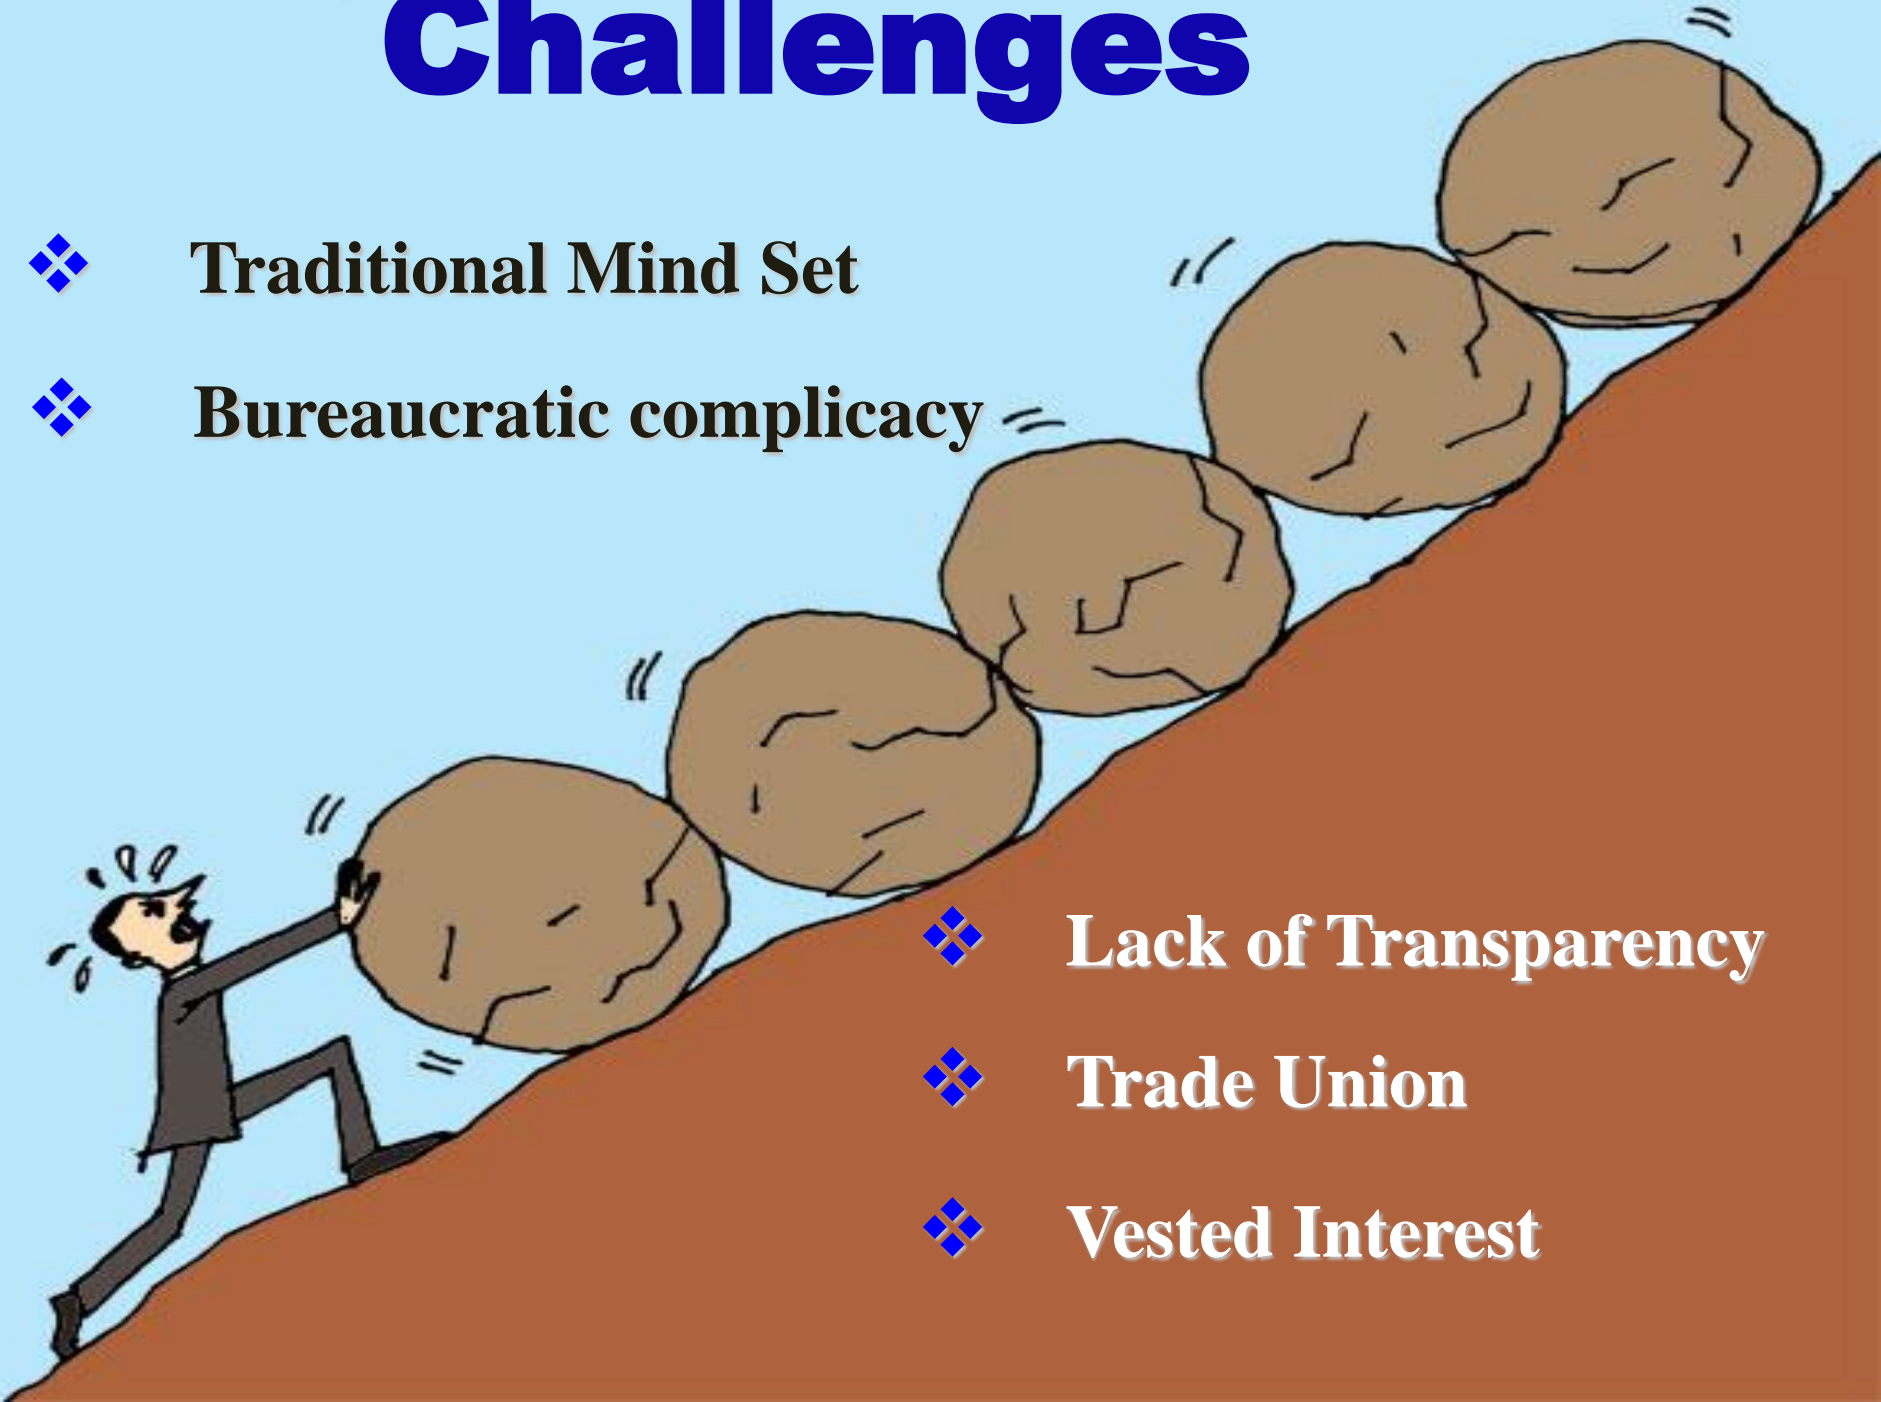 Challenges
❖ Traditional Mind Set
❖ Bureaucratic complicacy
❖ Lack of Transparency
❖ Trade Union
❖ Vested Interest